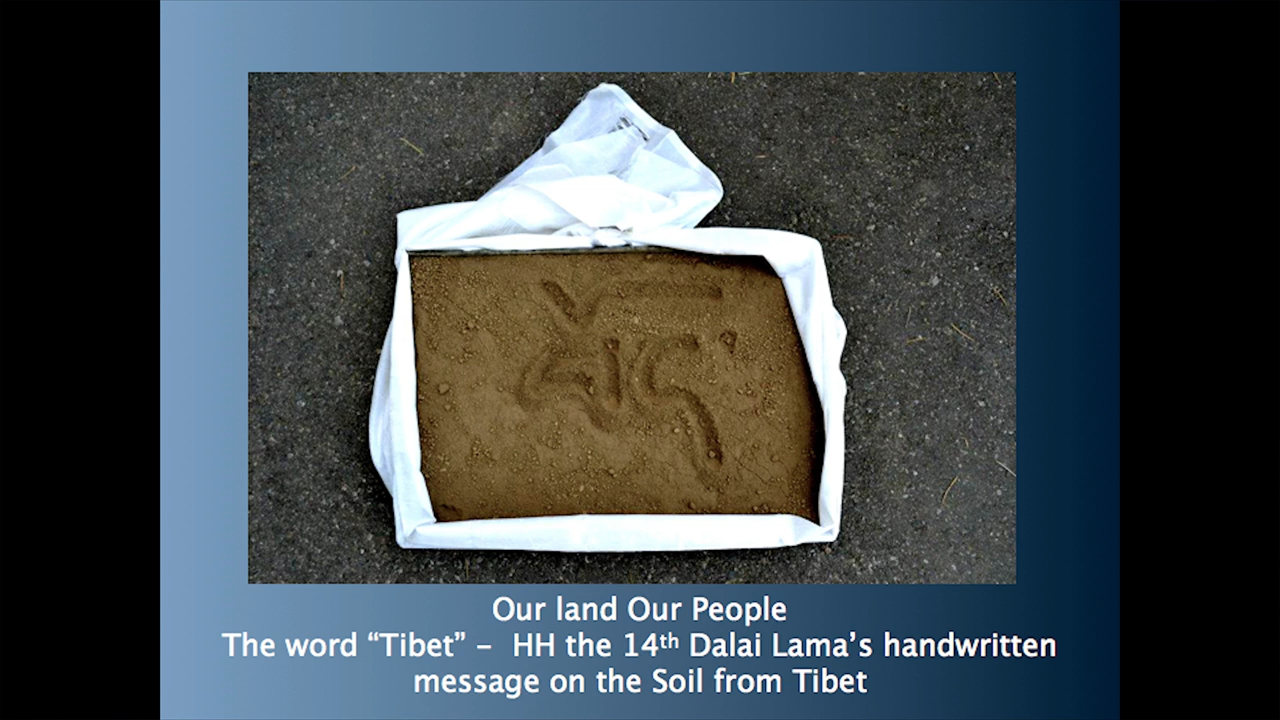 བོད་
Our land Our People
The word “Tibet” – HH the 14th Dalai Lama’s handwritten
message on the Soil from Tibet